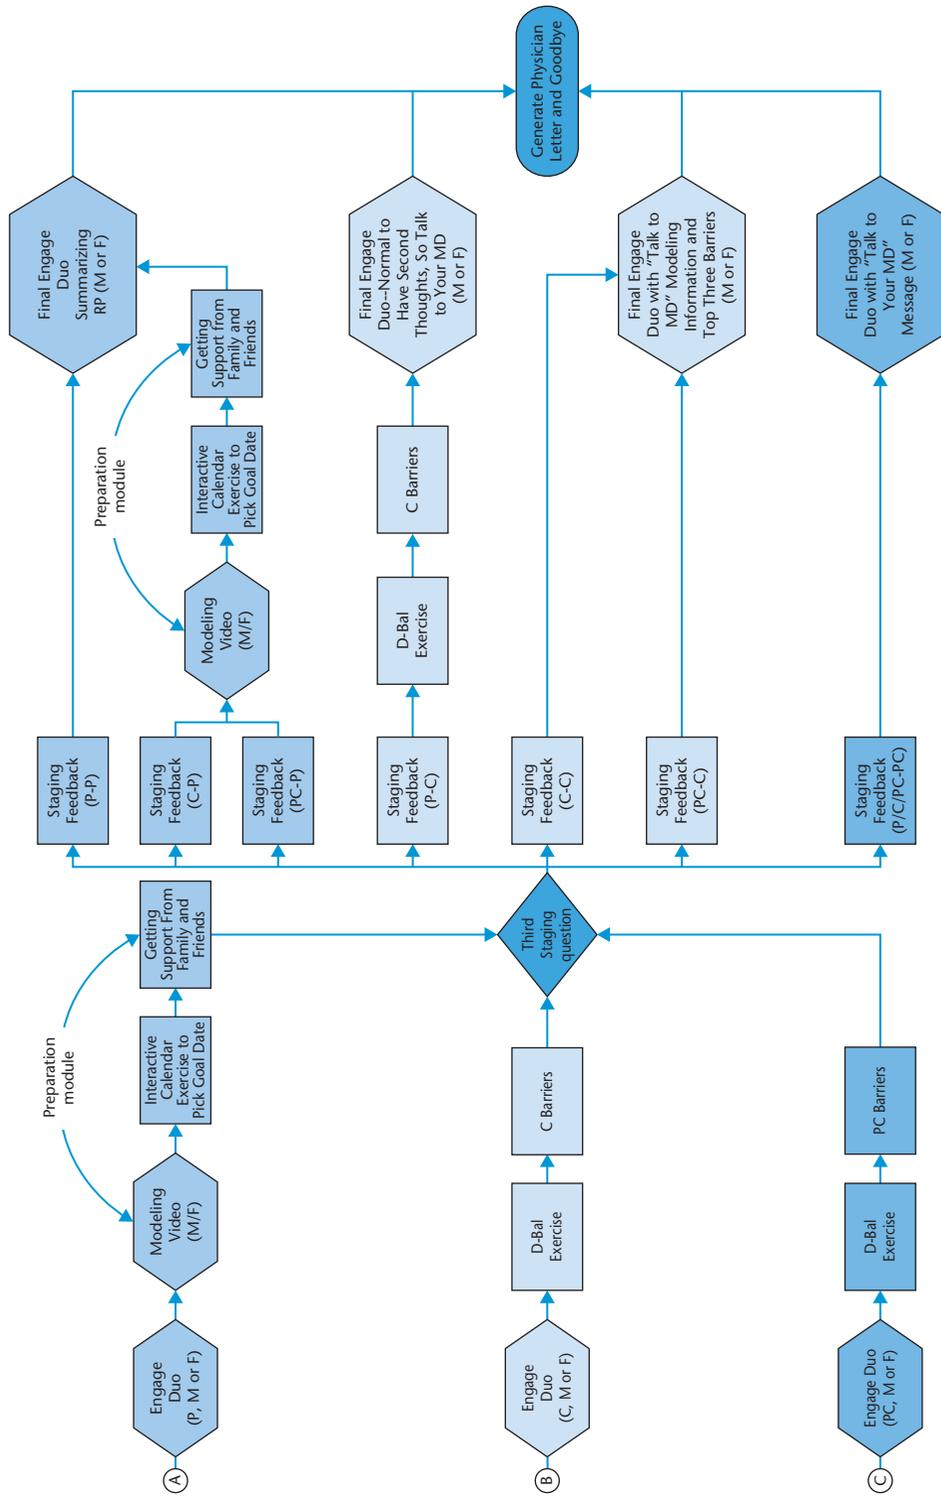 A
Engage
Duo
(P, M or F)
Modeling
Video
(M/F)
Preparation
module
Interactive
Calendar
Exercise to
Pick Goal Date
Getting
Support From
Family and
Friends
B
Engage
Duo
(C, M or F)
D-Bal
Exercise
C Barriers
C
Engage Duo
(PC, M or F)
D-Bal
Exercise
PC Barriers
Third
Staging
question
Staging
Feedback
(P-P)
Staging
Feedback
(C-P)
Staging
Feedback
(PC-P)
Staging
Feedback
(P-C)
Staging
Feedback
(C-C)
Staging
Feedback
(PC-C)
Staging
Feedback
(P/C/PC-PC)
Modeling
Video
(M/F)
Preparation
module
Interactive
Calendar
Exercise to
Pick Goal Date
Getting
Support from
Family and
Friends
D-Bal
Exercise
C Barriers
Final Engage
Duo
Summarizing
RP (M or F)
Final Engage
Duo--Normal to
Have Second
Thoughts, So Talk
to Your MD
(M or F)
Final Engage
Duo with “Talk to
MD” Modeling
Information and
Top Three Barriers
(M or F)
Final Engage
Duo with “Talk to
Your MD”
Message (M or F)
Generate Physician
Letter and Goodbye